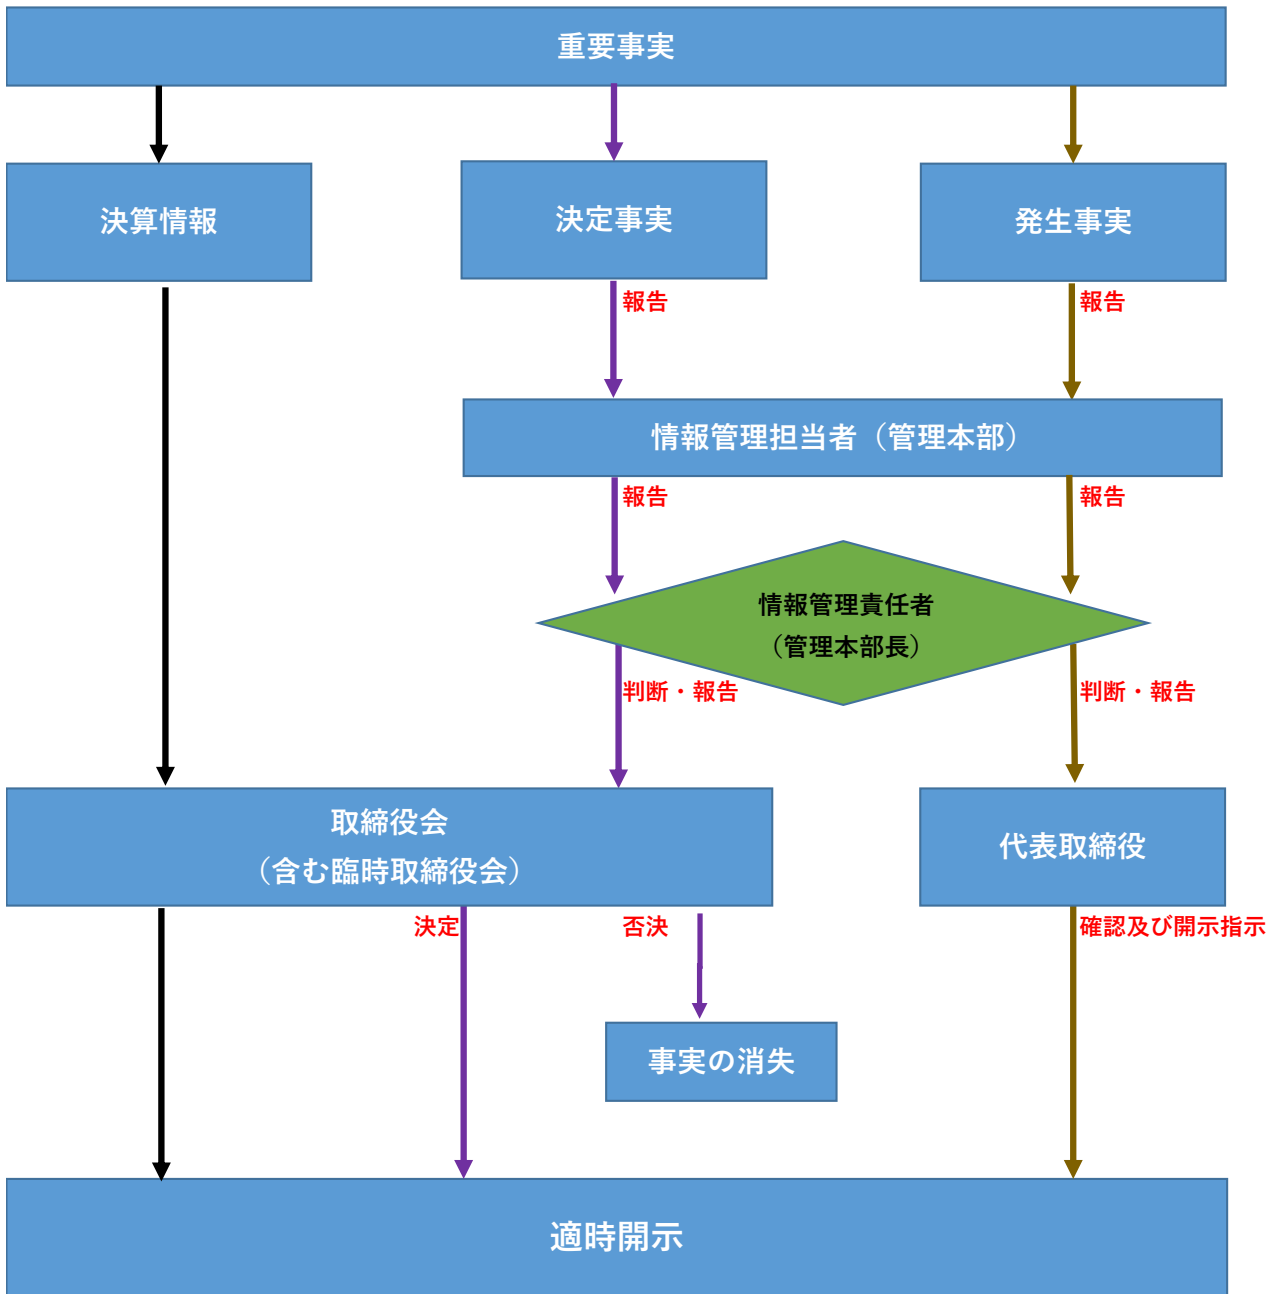 重要事実
決算情報
決定事実
発生事実
報告
報告
情報管理担当者（管理本部）
報告
報告
情報管理責任者
（管理本部長）
判断・報告
判断・報告
取締役会
（含む臨時取締役会）
代表取締役
決定
否決
確認及び開示指示
事実の消失
適時開示